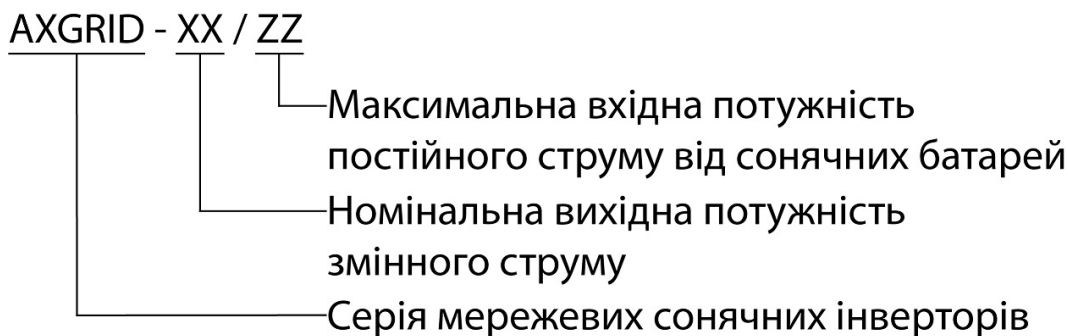 AXGRID - XX / ZZ
Максимальна вхідна потужність
постійного струму від сонячних батарей
Номінальна вихідна потужність
змінного струму
Серія мережевих сонячних інверторів